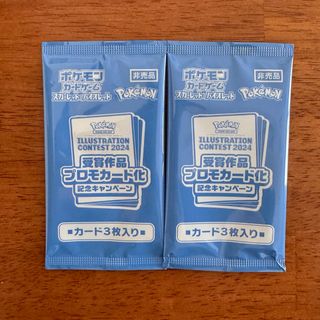 ポケモン
カードゲーム
スカーレット&バイオレット
非売品
Pokémon
Pokémon
ILLUSTRATION
CONTEST 2024
受賞作品
プロモカード化
記念キャンペーン
■カード3枚入り■
ポケモン
カードゲーム
スカーレット&バイオレット
非売品
Pokémon
Pokémon
ILLUSTRATION
CONTEST 2024
受賞作品
プロモカード化
記念キャンペーン
■カード3枚入り■